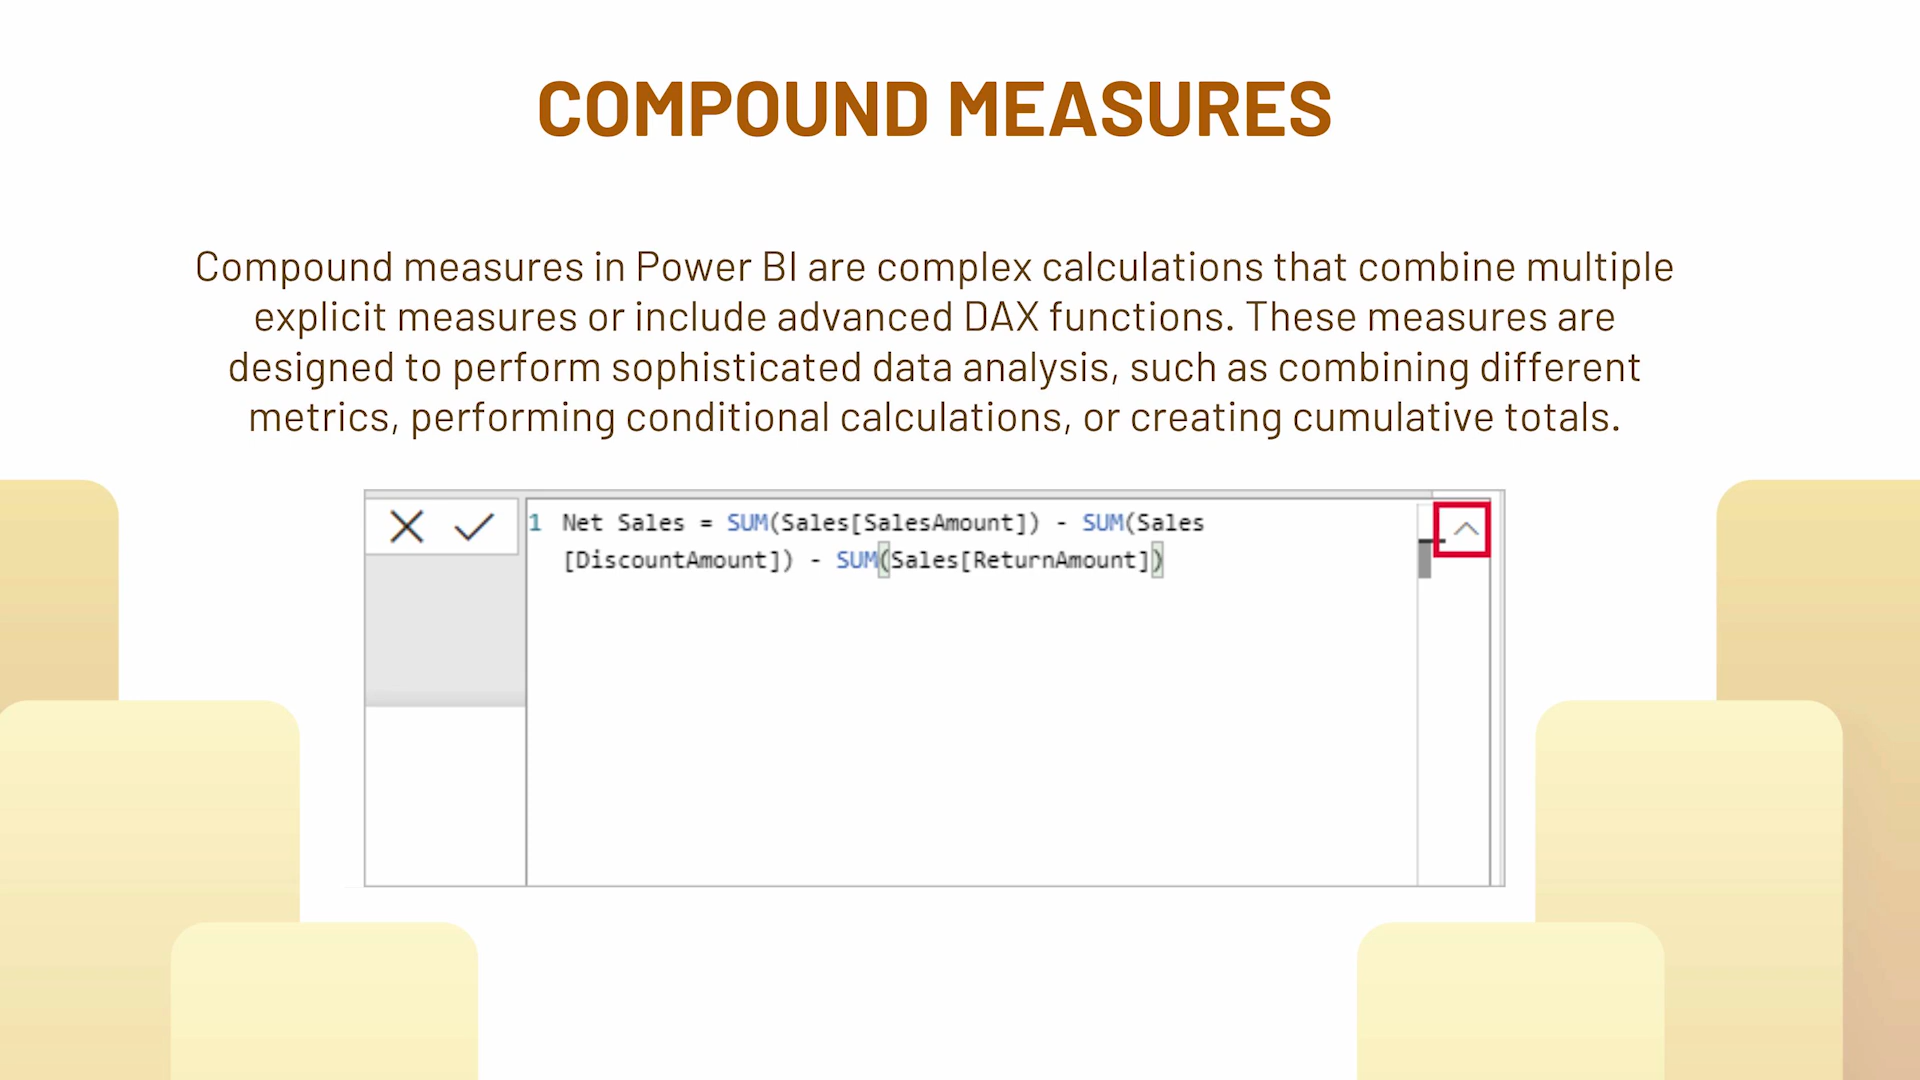 COMPOUND MEASURES
Compound measures in Power BI are complex calculations that combine multiple
explicit measures or include advanced DAX functions. These measures are
designed to perform sophisticated data analysis, such as combining different
metrics, performing conditional calculations, or creating cumulative totals.
1 Net Sales = SUM(Sales[SalesAmount]) - SUM(Sales
[DiscountAmount]) - SUM(Sales[ReturnAmount])